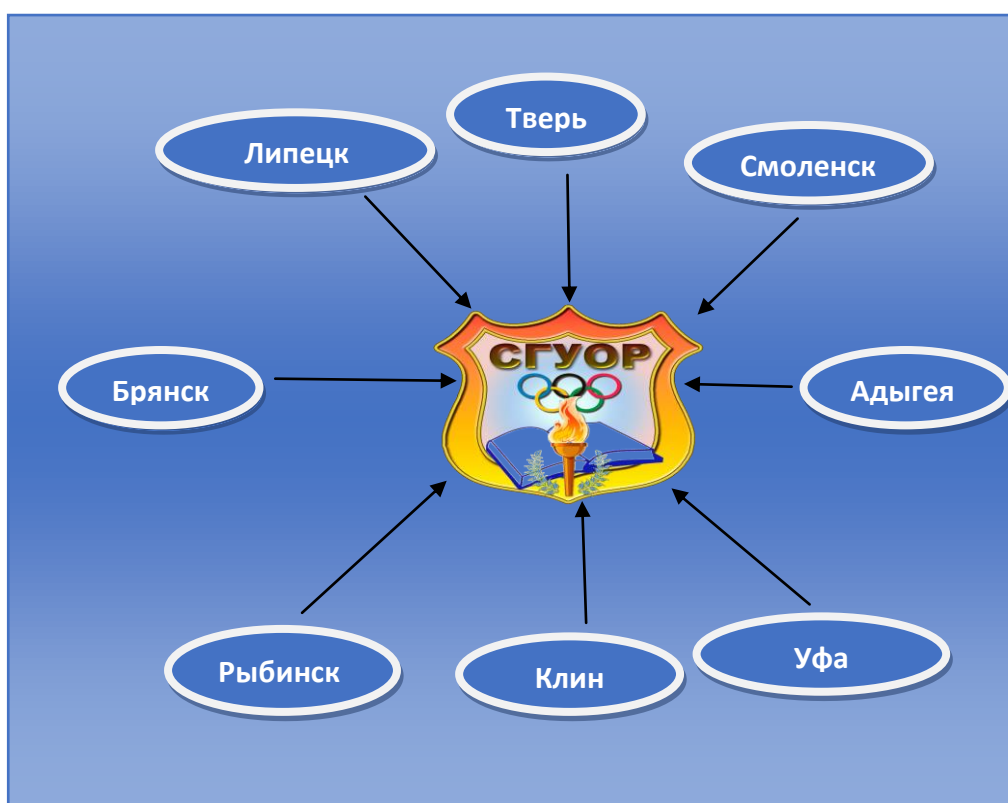 Тверь
Липецк
Смоленск
СГУОР
Брянск
Адыгея
Рыбинск
Клин
Уфа